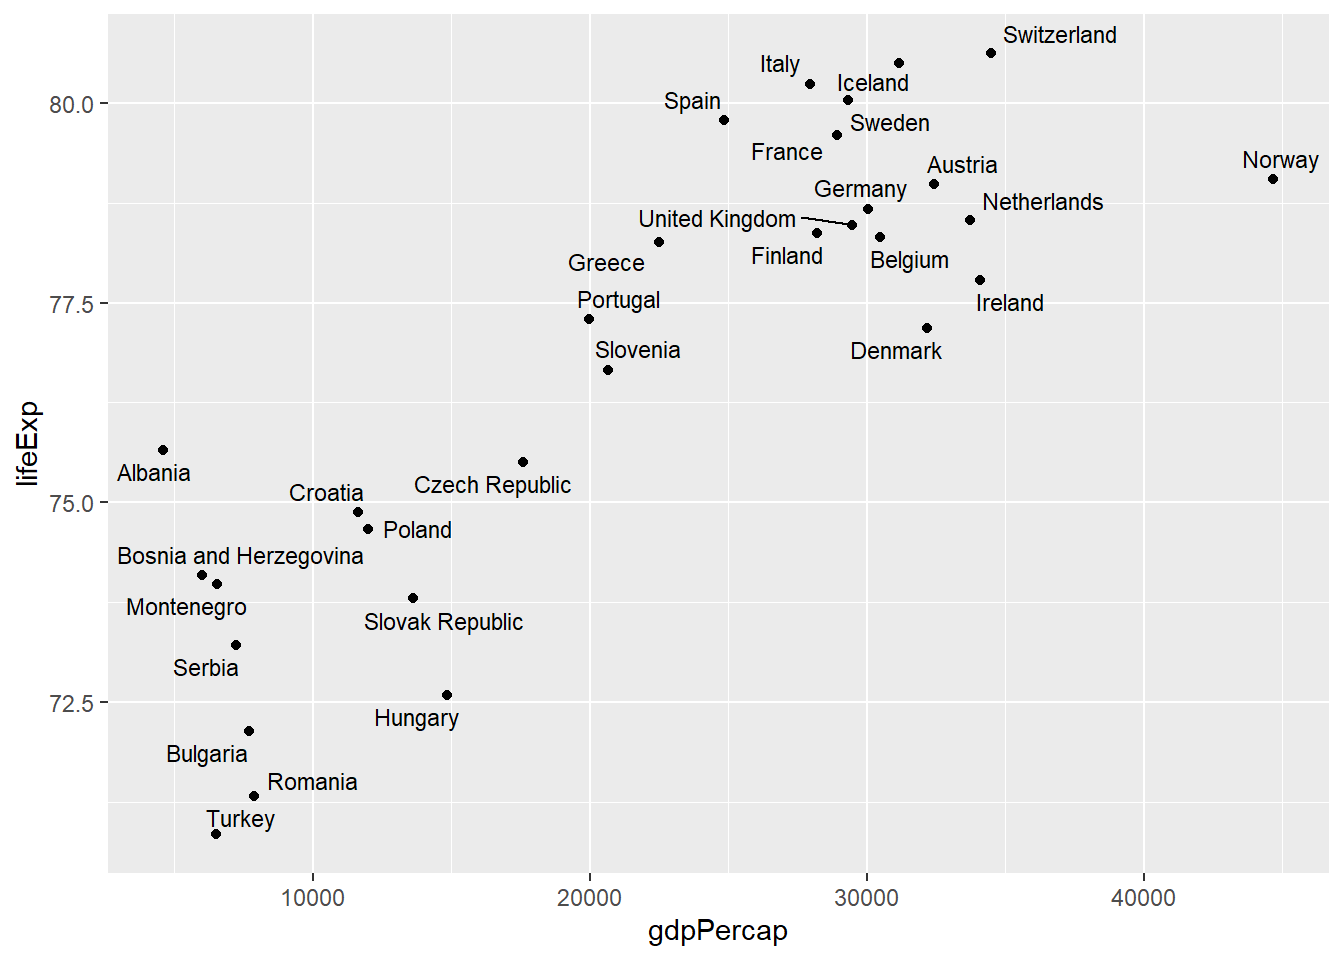 Switzerland
Italy
Iceland
Spain
80.0
Sweden
France
Norway
Austria
Germany
Netherlands
United Kingdom
Finland
Belgium
Greece
Portugal
77.5
Ireland
Slovenia
Denmark
lifeExp
Albania
Czech Republic
Croatia
75.0
Poland
Bosnia and Herzegovina
Montenegro
Slovak Republic
Serbia
72.5
Hungary
Bulgaria
Romania
Turkey
10000
20000
30000
40000
gdpPercap